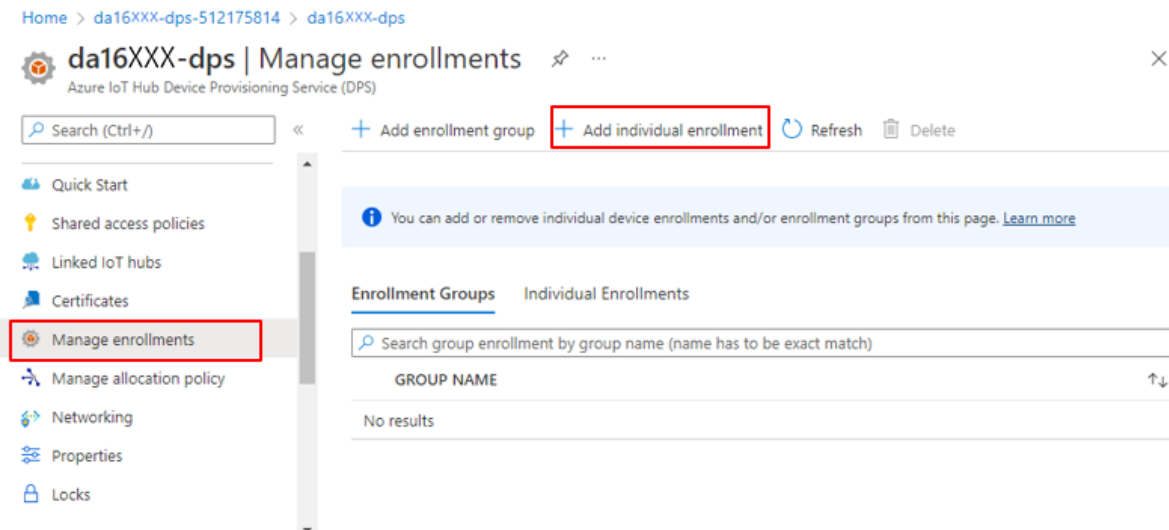 Home > da16XXX-dps-512175814 > da16XXX-dps
da16XXX-dps | Manage enrollments
Azure IoT Hub Device Provisioning Service (DPS)
Search (Ctrl+/)
Add enrollment group
Add individual enrollment
Refresh
Delete
Quick Start
Shared access policies
Linked IoT hubs
Certificates
Manage enrollments
Manage allocation policy
Networking
Properties
Locks
You can add or remove individual device enrollments and/or enrollment groups from this page. Learn more
Enrollment Groups
Individual Enrollments
Search group enrollment by group name (name has to be exact match)
GROUP NAME
No results